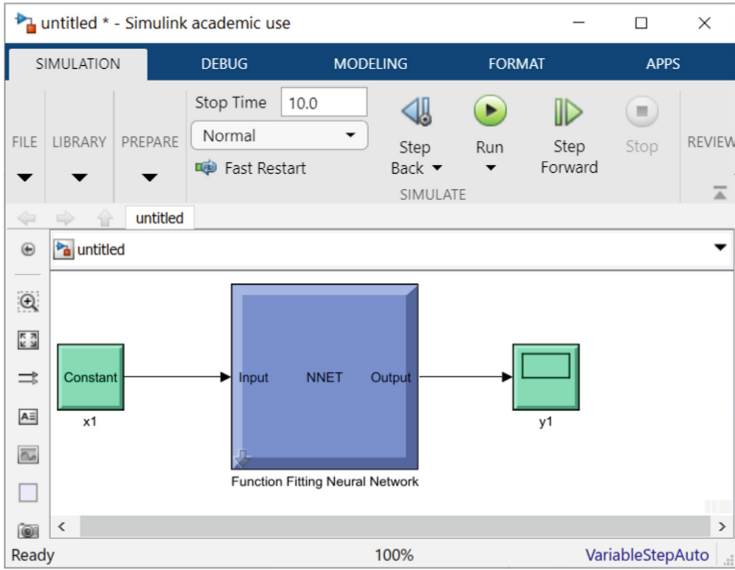 untitled * - Simulink academic use
SIMULATION DEBUG MODELING FORMAT APPS
FILE LIBRARY PREPARE Stop Time 10.0 Normal Fast Restart Step Back Run Step Forward Stop REVIEW
SIMULATE
untitled
untitled
Constant Input NNET Output
x1 y1
Function Fitting Neural Network
Ready 100% VariableStepAuto